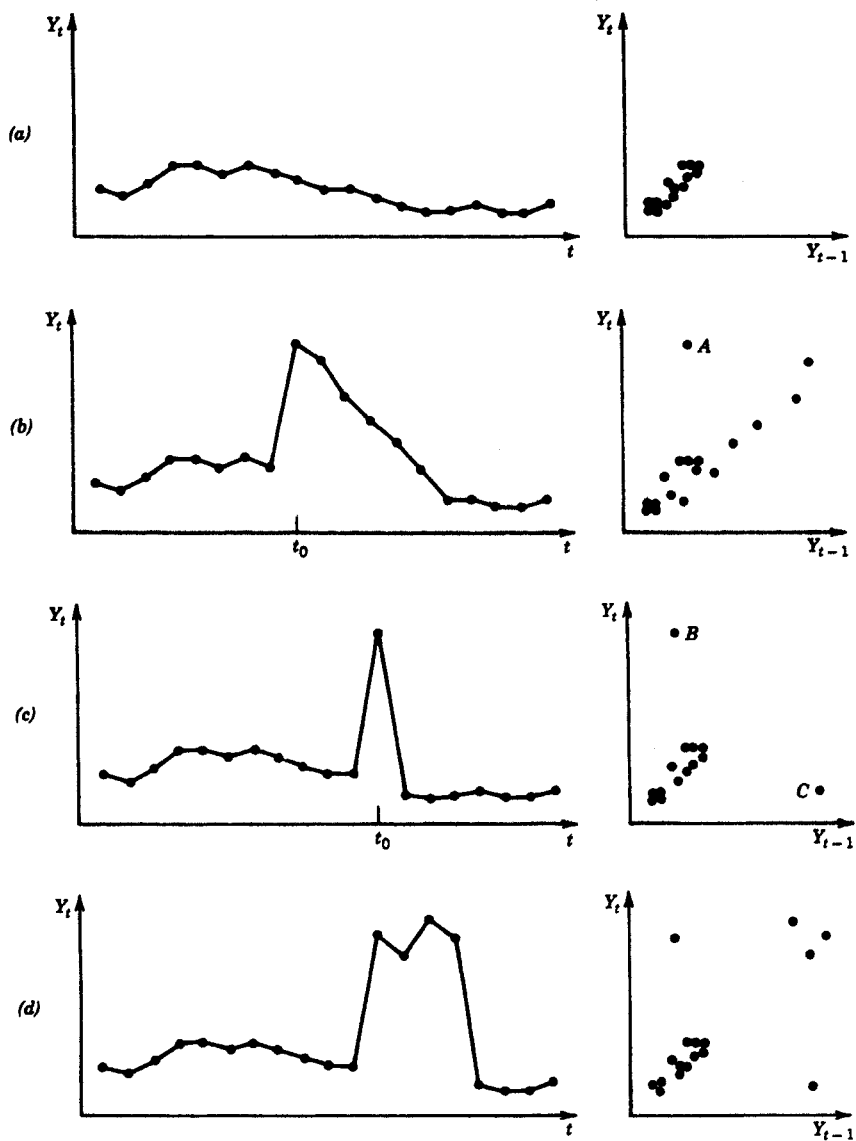 Y_t
Y_t
(a)
t
Y_{t-1}
Y_t
Y_t
A
(b)
t_0
t
Y_{t-1}
Y_t
Y_t
B
(c)
C
t_0
t
Y_{t-1}
Y_t
Y_t
(d)
t
Y_{t-1}